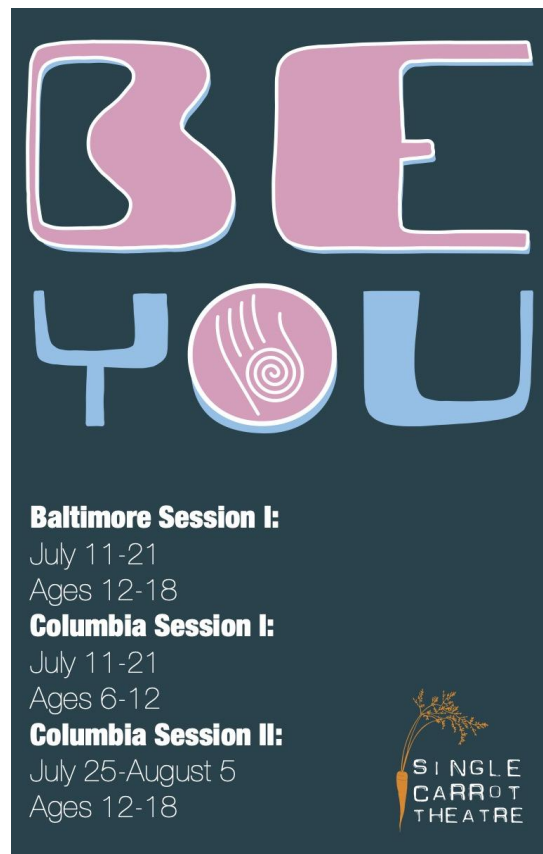 BE
YOU
Baltimore Session I:
July 11-21
Ages 12-18
Columbia Session I:
July 11-21
Ages 6-12
Columbia Session II:
July 25-August 5
Ages 12-18
SINGLE
CARROT
THEATRE